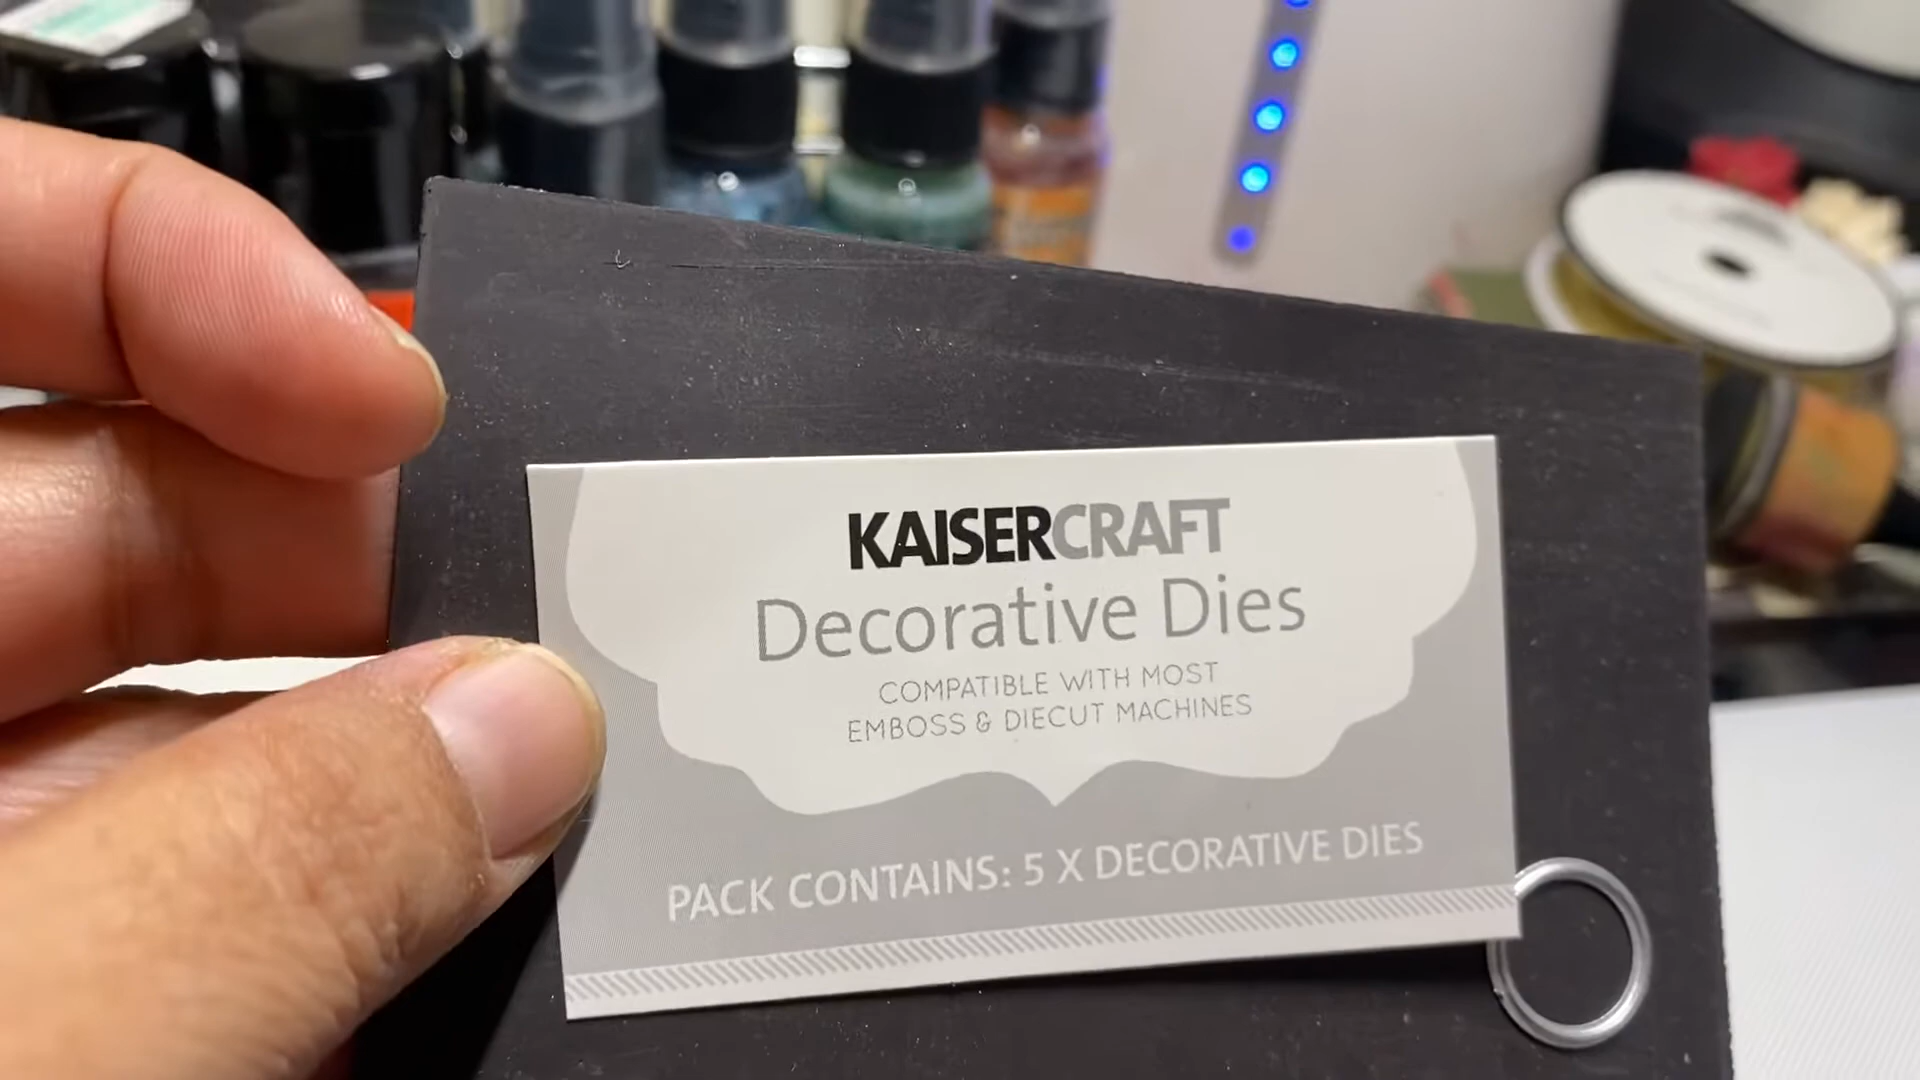 KAISERCRAFT
Decorative Dies
COMPATIBLE WITH MOST
EMBOSS & DIECUT MACHINES
PACK CONTAINS: 5 X DECORATIVE DIES